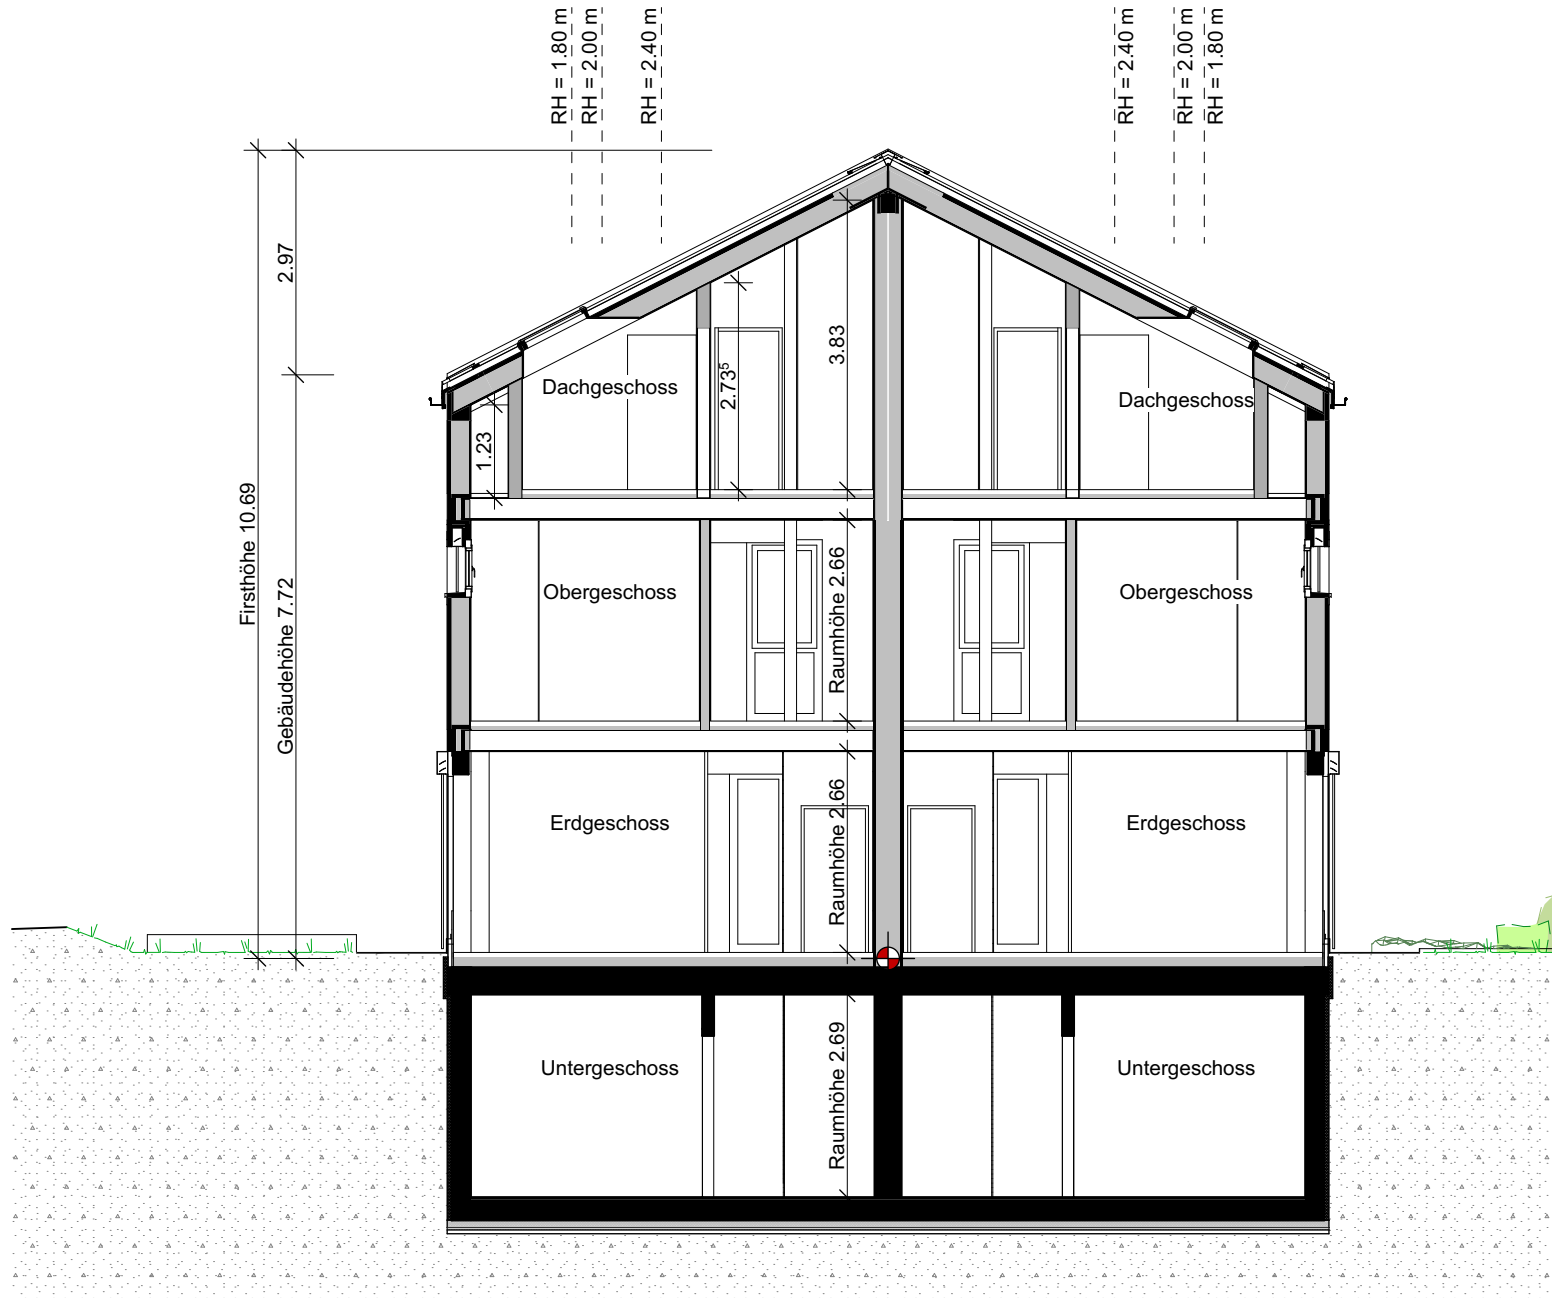 RH = 1.80 m
RH = 2.00 m
RH = 2.40 m
RH = 2.40 m
RH = 2.00 m
RH = 1.80 m
2.97
Firsthöhe 10.69
Gebäudehöhe 7.72
3.83
2.73⁵
1.23
Dachgeschoss
Dachgeschoss
Raumhöhe 2.66
Obergeschoss
Obergeschoss
Raumhöhe 2.66
Erdgeschoss
Erdgeschoss
Raumhöhe 2.69
Untergeschoss
Untergeschoss